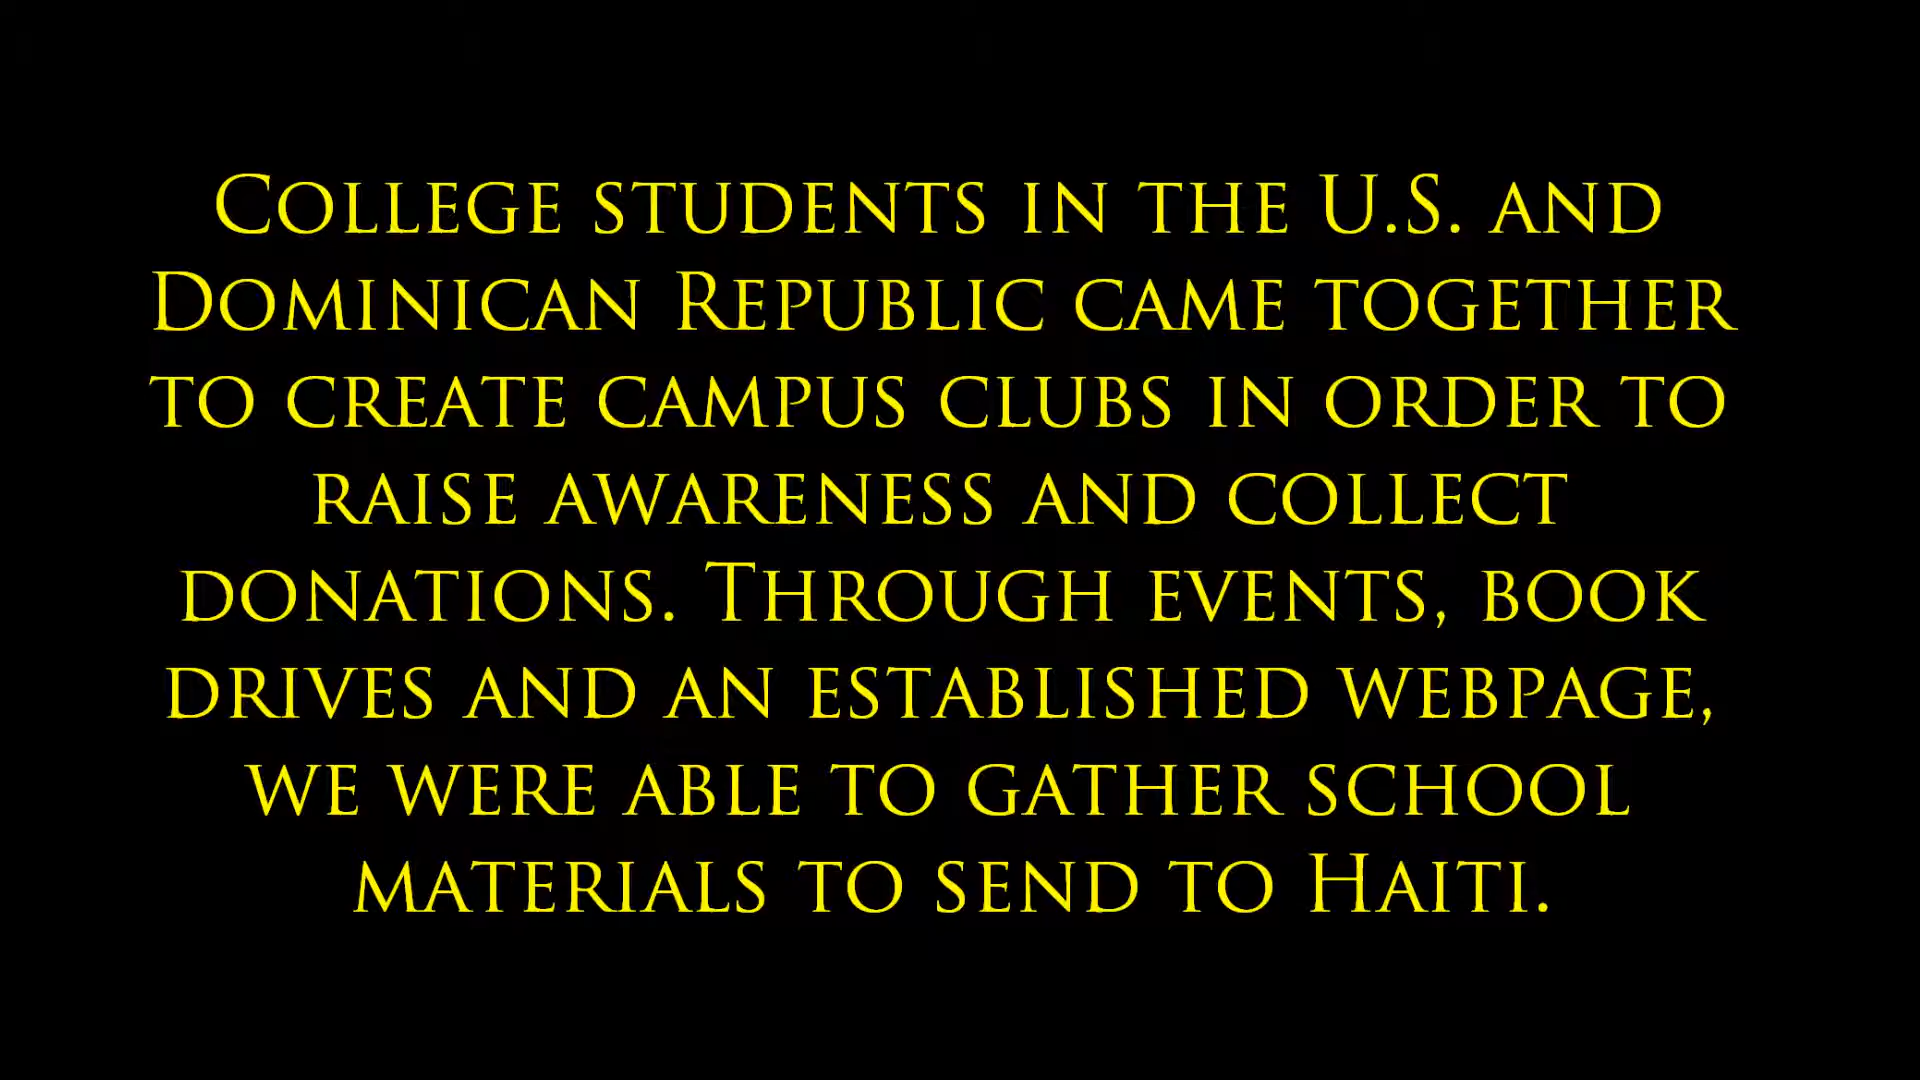 College students in the U.S. and
Dominican Republic came together
to create campus clubs in order to
raise awareness and collect
donations. Through events, book
drives and an established webpage,
we were able to gather school
materials to send to Haiti.